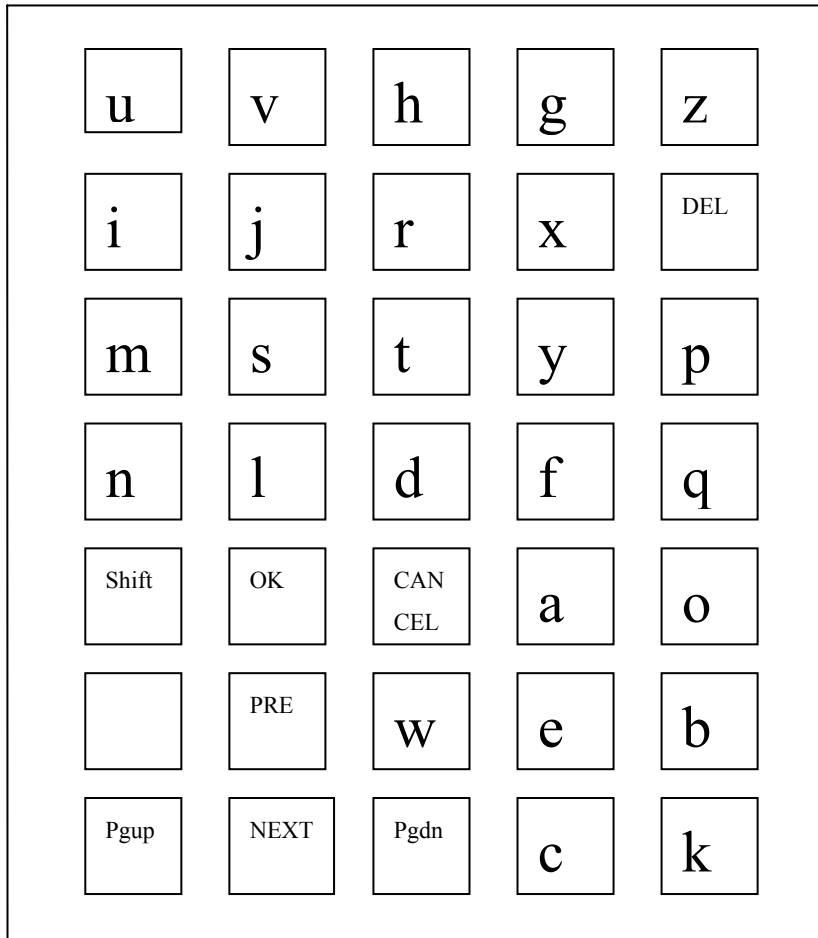 u v h g z
i j r x DEL
m s t y p
n l d f q
Shift OK CAN CEL a o
PRE w e b
Pgup NEXT Pgdn c k